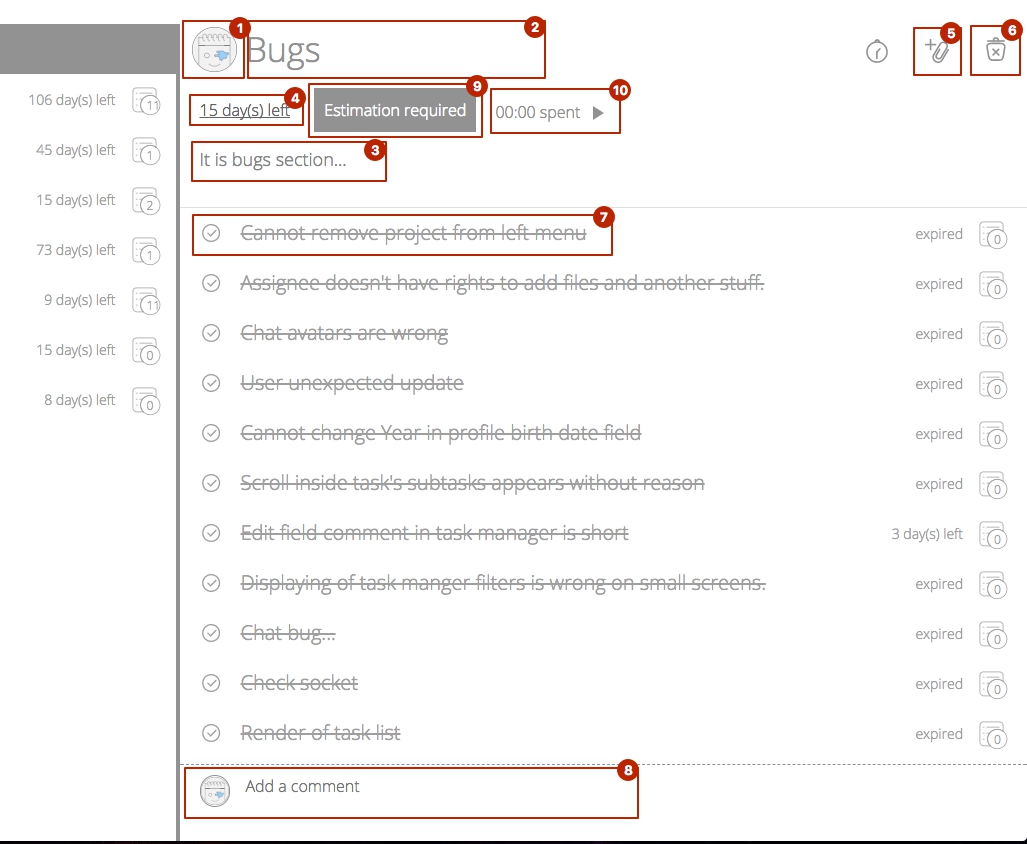 1
2
Bugs
5
6
106 day(s) left 11
4
15 day(s) left
9
Estimation required
10
00:00 spent
45 day(s) left 1
3
It is bugs section...
15 day(s) left 2
7
Cannot remove project from left menu
expired 0
73 day(s) left 1
Assignee doesn't have rights to add files and another stuff.
expired 0
9 day(s) left 11
Chat avatars are wrong
expired 0
15 day(s) left 0
User unexpected update
expired 0
8 day(s) left 0
Cannot change Year in profile birth date field
expired 0
Scroll inside task's subtasks appears without reason
expired 0
Edit field comment in task manager is short
3 day(s) left 0
Displaying of task manger filters is wrong on small screens.
expired 0
Chat bug...
expired 0
Check socket
expired 0
Render of task list
expired 0
8
Add a comment